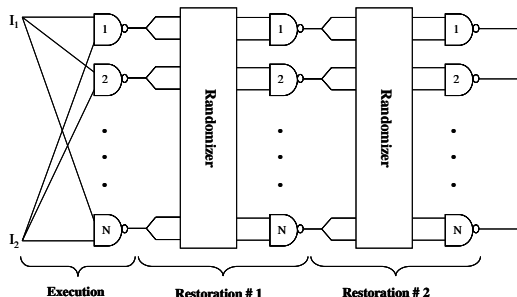 I1
1
1
1
2
2
2
Randomizer
Randomizer
N
N
N
I2
Execution
Restoration # 1
Restoration # 2